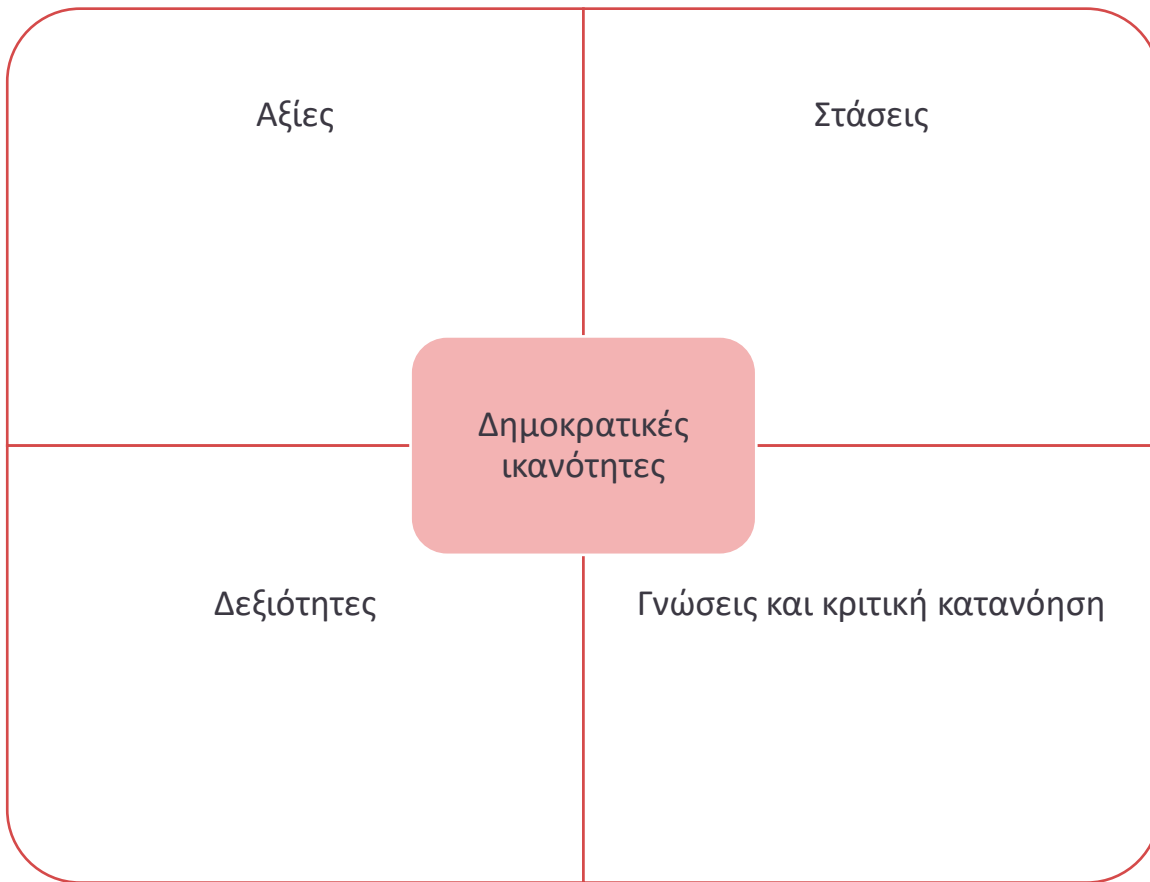 Αξίες
Στάσεις
Δημοκρατικές
ικανότητες
Δεξιότητες
Γνώσεις και κριτική κατανόηση